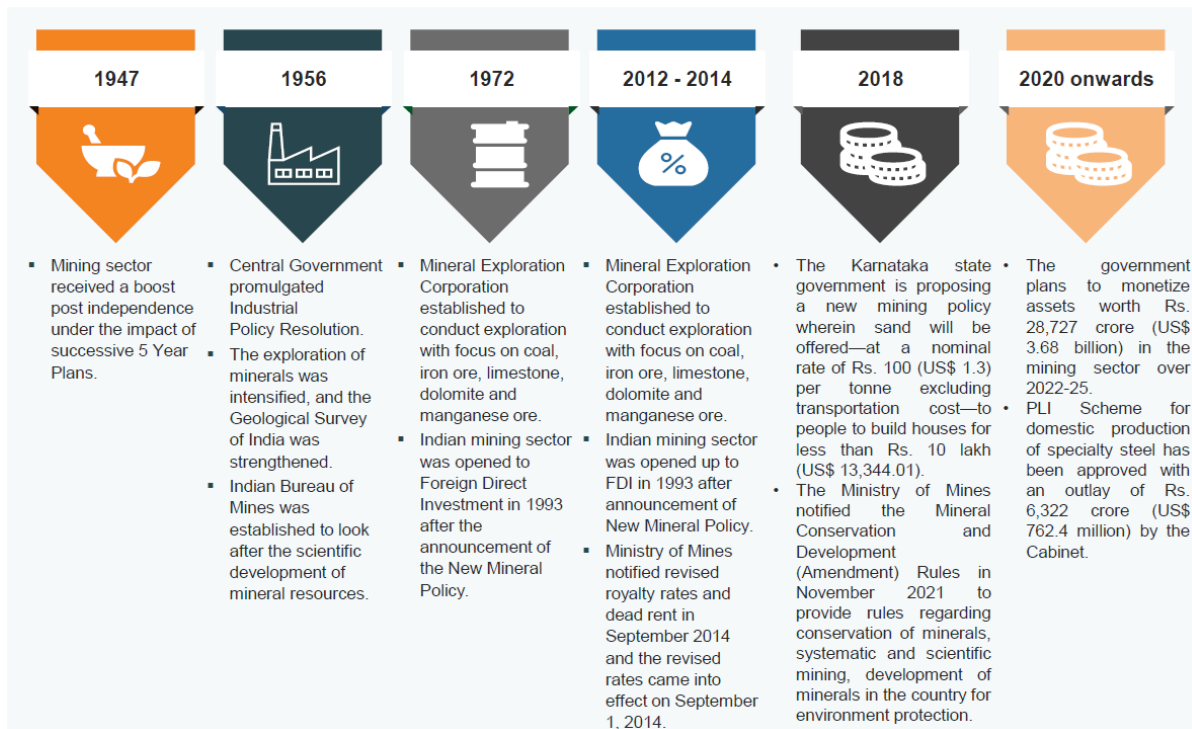 1947
Mining sector
received a boost
post independence
under the impact of
successive 5 Year
Plans.
1956
Central Government
promulgated
Industrial
Policy Resolution.
The exploration of
minerals was
intensified, and the
Geological Survey
of India was
strengthened.
Indian Bureau of
Mines was
established to look
after the scientific
development of
mineral resources.
1972
Mineral Exploration
Corporation
established to
conduct exploration
with focus on coal,
iron ore, limestone,
dolomite and
manganese ore.
Indian mining sector
was opened to
Foreign Direct
Investment in 1993
after the
announcement of
the New Mineral
Policy.
2012 - 2014
%
Mineral Exploration
Corporation
established to
conduct exploration
with focus on coal,
iron ore, limestone,
dolomite and
manganese ore.
Indian mining sector
was opened up to
FDI in 1993 after
announcement of
New Mineral Policy.
Ministry of Mines
notified revised
royalty rates and
dead rent in
September 2014
and the revised
rates came into
effect on September
1, 2014.
2018
The Karnataka state
government is proposing
a new mining policy
wherein sand will be
offered—at a nominal
rate of Rs. 100 (US$ 1.3)
per tonne excluding
transportation cost—to
people to build houses for
less than Rs. 10 lakh
(US$ 13,344.01).
The Ministry of Mines
notified the Mineral
Conservation and
Development
(Amendment) Rules in
November 2021 to
provide rules regarding
conservation of minerals,
systematic and scientific
mining, development of
minerals in the country for
environment protection.
2020 onwards
The government
plans to monetize
assets worth Rs.
28,727 crore (US$
3.68 billion) in the
mining sector over
2022-25.
PLI Scheme for
domestic production
of specialty steel has
been approved with
an outlay of Rs.
6,322 crore (US$
762.4 million) by the
Cabinet.